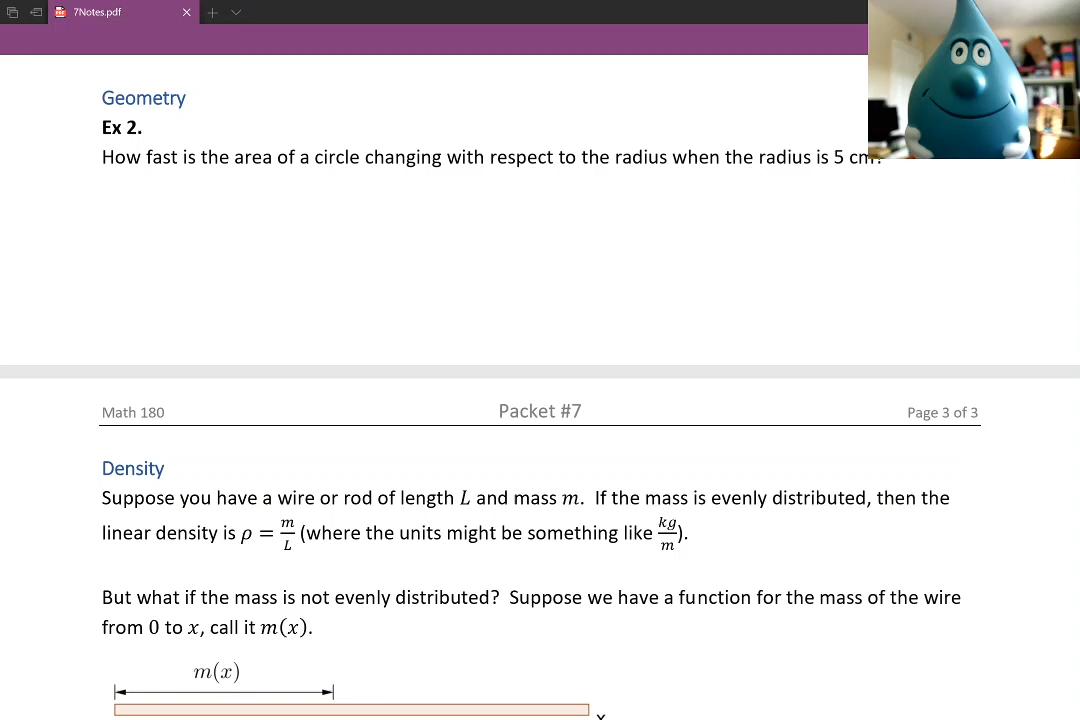 7Notes.pdf
Geometry
Ex 2.
How fast is the area of a circle changing with respect to the radius when the radius is 5 cm?
Math 180
Packet #7
Page 3 of 3
Density
Suppose you have a wire or rod of length L and mass m. If the mass is evenly distributed, then the
linear density is ρ = m/L (where the units might be something like kg/m).
But what if the mass is not evenly distributed? Suppose we have a function for the mass of the wire
from 0 to x, call it m(x).
m(x)
x